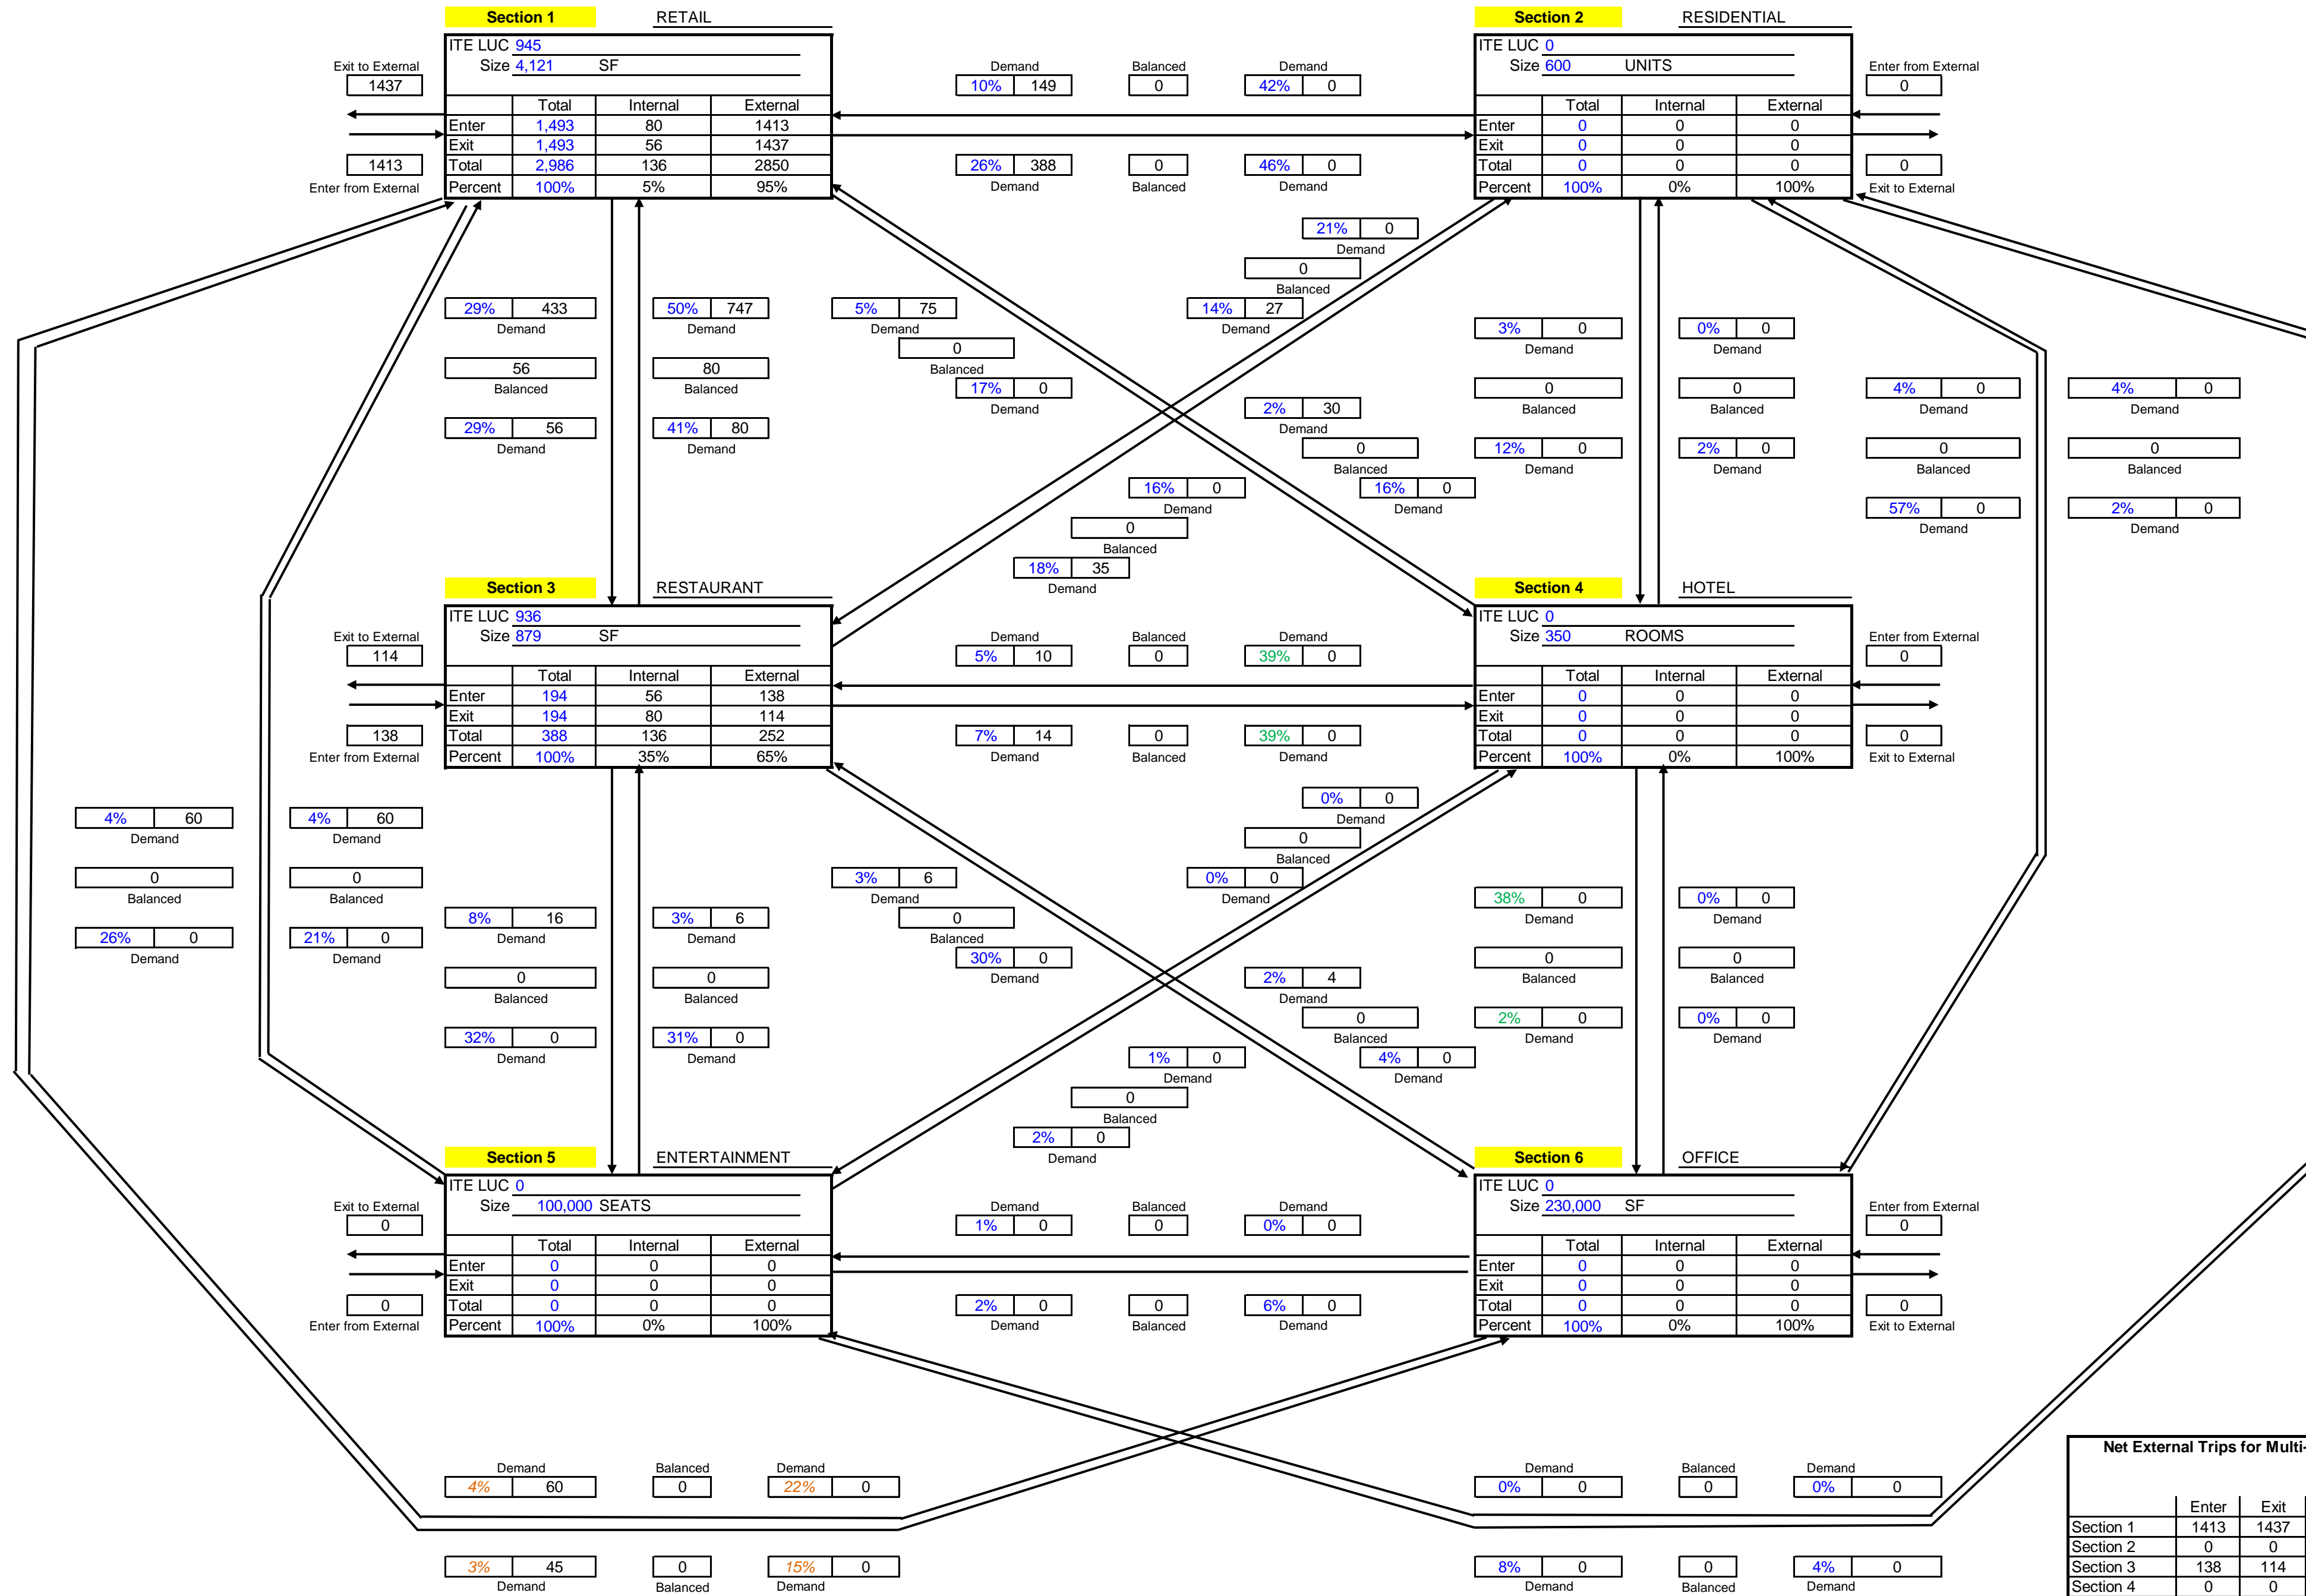 Section 1 RETAIL Section 2 RESIDENTIAL
ITE LUC 945 ITE LUC 0
Exit to External Size 4,121 SF Demand Balanced Demand Size 600 UNITS Enter from External
1437 10% 149 0 42% 0 0
Total Internal External Total Internal External
Enter 1,493 80 1413 Enter 0 0 0
Exit 1,493 56 1437 Exit 0 0 0
1413 Total 2,986 136 2850 26% 388 0 46% 0 Total 0 0 0 0
Enter from External Percent 100% 5% 95% Demand Balanced Demand Percent 100% 0% 100% Exit to External
21% 0
Demand
0
Balanced
29% 433 50% 747 5% 75 14% 27
Demand Demand Demand Demand
3% 0 0% 0
Demand Demand
0
56 80 Balanced
Balanced Balanced 17% 0 0 0 4% 0 4% 0
Demand Balanced Balanced Demand Demand
2% 30
29% 56 41% 80 Demand
Demand Demand 0 12% 0 2% 0 0 0
Balanced Demand Demand Balanced Balanced
16% 0 16% 0
Demand Demand 57% 0 2% 0
0 Demand Demand
Balanced
18% 35
Demand
Section 3 RESTAURANT Section 4 HOTEL
ITE LUC 936 ITE LUC 0
Exit to External Size 879 SF Demand Balanced Demand Size 350 ROOMS Enter from External
114 5% 10 0 39% 0 0
Total Internal External Total Internal External
Enter 194 56 138 Enter 0 0 0
Exit 194 80 114 Exit 0 0 0
138 Total 388 136 252 7% 14 0 39% 0 Total 0 0 0 0
Enter from External Percent 100% 35% 65% Demand Balanced Demand Percent 100% 0% 100% Exit to External
0% 0
Demand
4% 60 4% 60 0
Demand Demand Balanced
0 0 3% 6 0% 0
Balanced Balanced Demand Demand
38% 0 0% 0
8% 16 3% 6 0 Demand Demand
Demand Demand Balanced
26% 0 21% 0 30% 0 0 0
Demand Demand Demand Balanced Balanced
0 0 2% 4
Balanced Balanced Demand
0 2% 0 0% 0
32% 0 31% 0 Balanced Demand Demand
Demand Demand 1% 0 4% 0
Demand Demand
0
Balanced
2% 0
Demand
Section 5 ENTERTAINMENT Section 6 OFFICE
ITE LUC 0 ITE LUC 0
Exit to External Size 100,000 SEATS Demand Balanced Demand Size 230,000 SF Enter from External
0 1% 0 0 0% 0 0
Total Internal External Total Internal External
Enter 0 0 0 Enter 0 0 0
Exit 0 0 0 Exit 0 0 0
0 Total 0 0 0 2% 0 0 6% 0 Total 0 0 0 0
Enter from External Percent 100% 0% 100% Demand Balanced Demand Percent 100% 0% 100% Exit to External
Net External Trips for Multi-
Demand Balanced Demand Demand Balanced Demand
4% 60 0 22% 0 0% 0 0 0% 0
Enter Exit
Section 1 1413 1437
Section 2 0 0
3% 45 0 15% 0 8% 0 0 4% 0 Section 3 138 114
Demand Balanced Demand Demand Balanced Demand Section 4 0 0